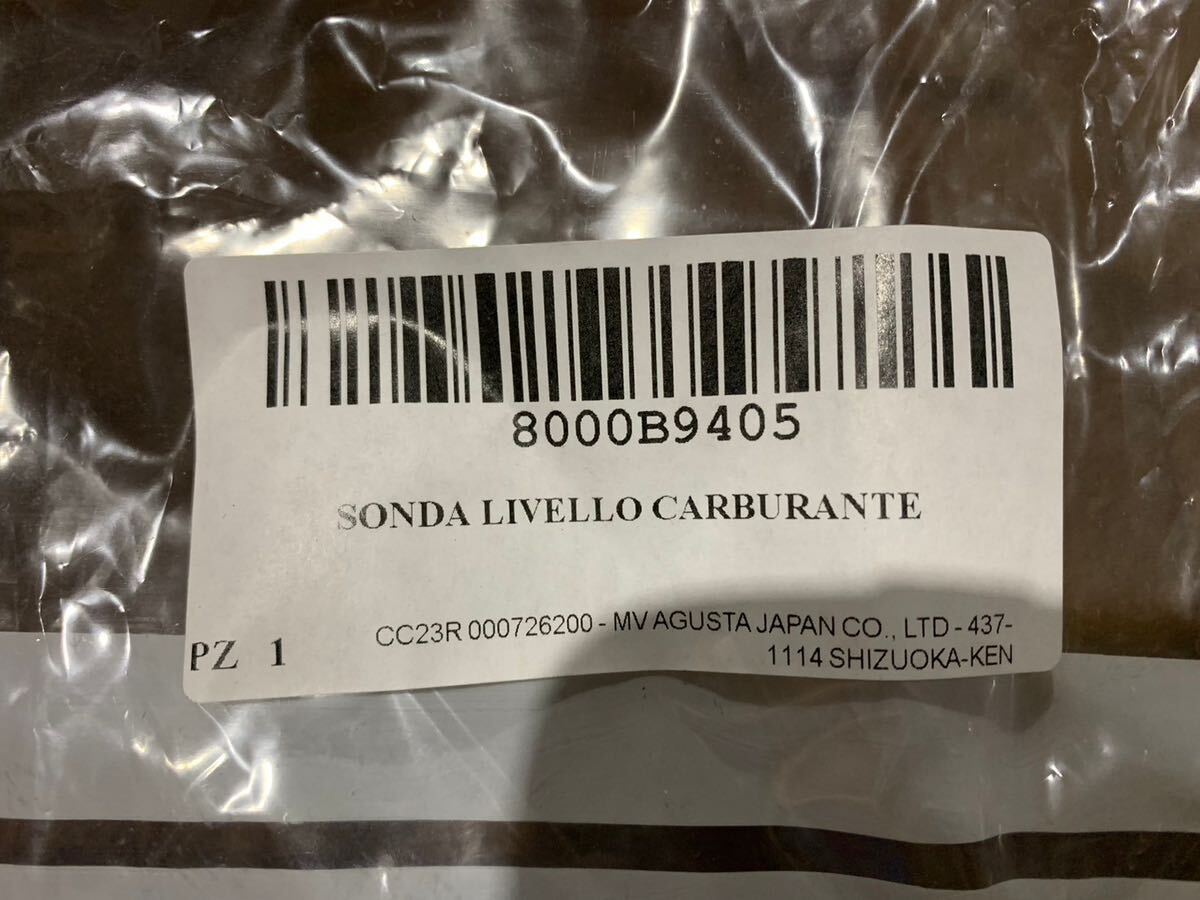 8000B9405
SONDA LIVELLO CARBURANTE
CC23R 000726200 - MV AGUSTA JAPAN CO., LTD - 437-
1114 SHIZUOKA-KEN
PZ 1